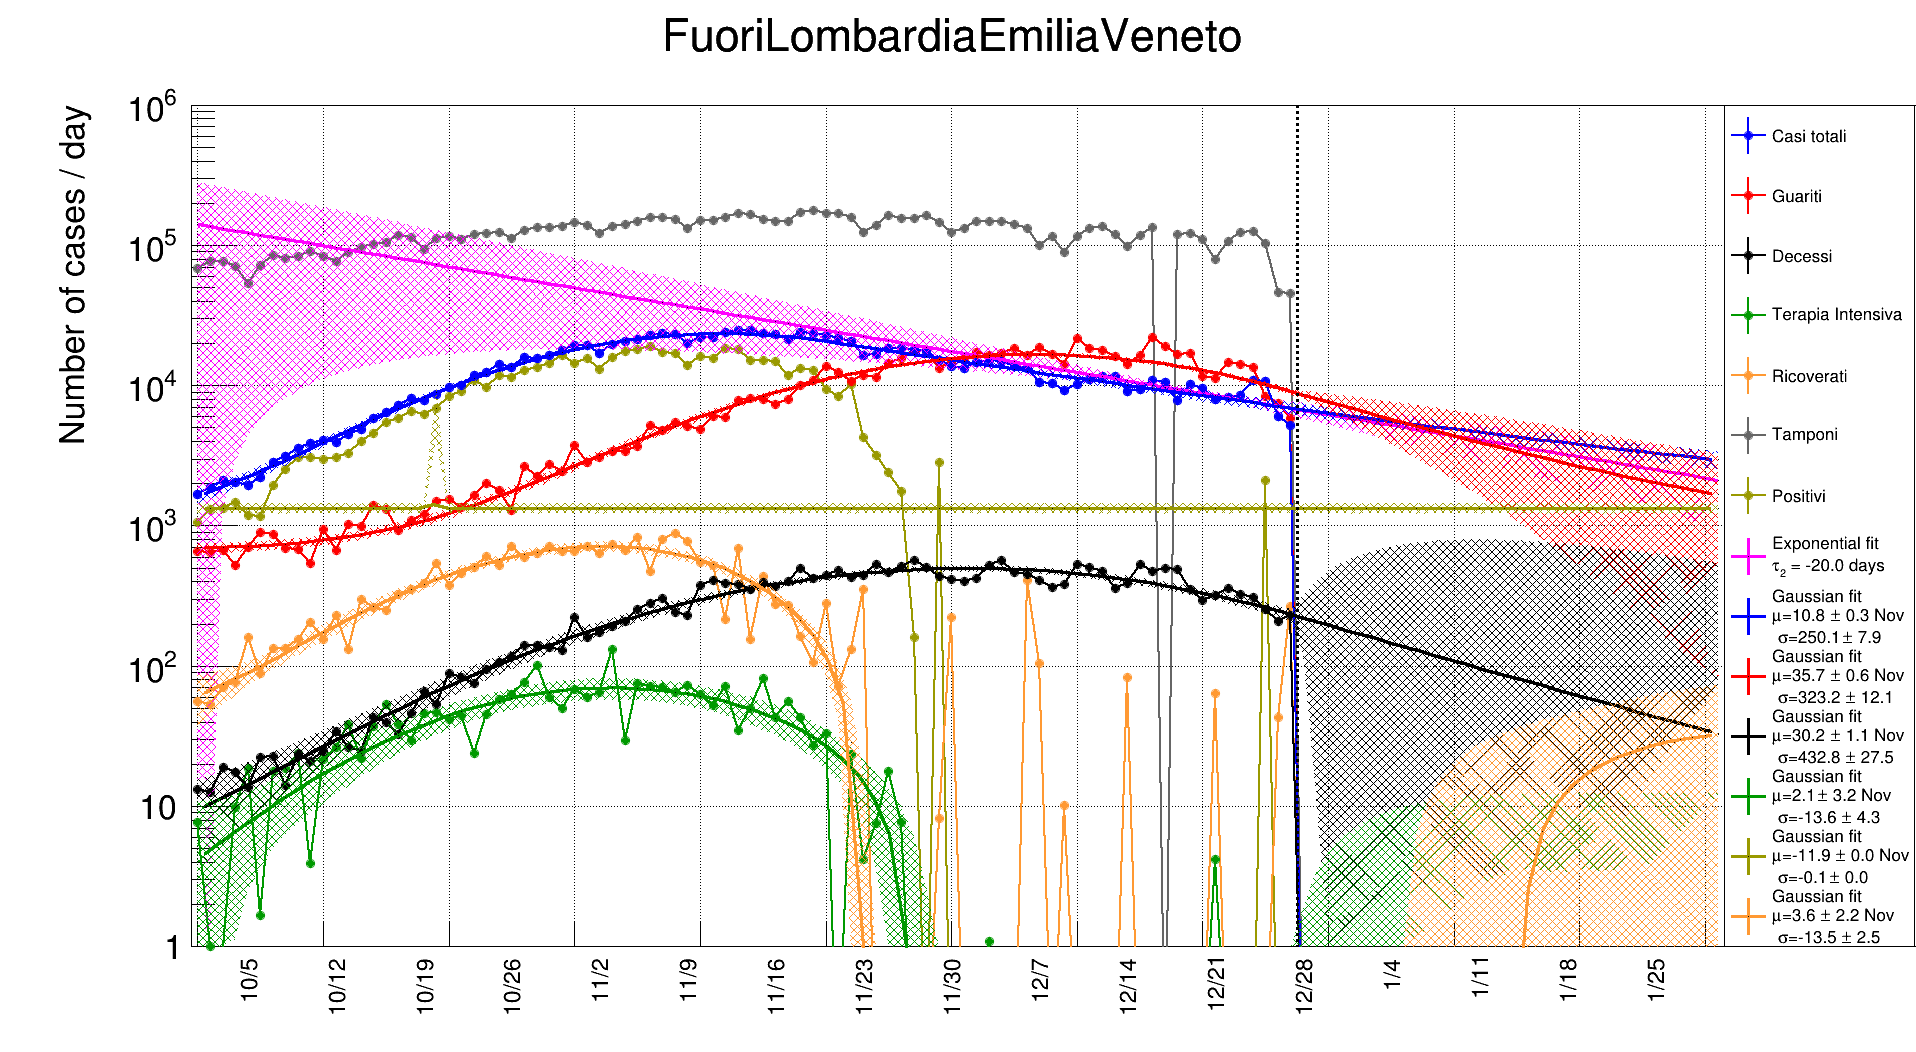 FuoriLombardiaEmiliaVeneto
Number of cases / day
10^6
10^5
10^4
10^3
10^2
10
1
10/5
10/12
10/19
10/26
11/2
11/9
11/16
11/23
11/30
12/7
12/14
12/21
12/28
1/4
1/11
1/18
1/25
Casi totali
Guariti
Decessi
Terapia Intensiva
Ricoverati
Tamponi
Positivi
Exponential fit
τ₂ = -20.0 days
Gaussian fit
μ=10.8 ± 0.3 Nov
σ=250.1 ± 7.9
Gaussian fit
μ=35.7 ± 0.6 Nov
σ=323.2 ± 12.1
Gaussian fit
μ=30.2 ± 1.1 Nov
σ=432.8 ± 27.5
Gaussian fit
μ=2.1 ± 3.2 Nov
σ=-13.6 ± 4.3
Gaussian fit
μ=-11.9 ± 0.0 Nov
σ=-0.1 ± 0.0
Gaussian fit
μ=3.6 ± 2.2 Nov
σ=-13.5 ± 2.5